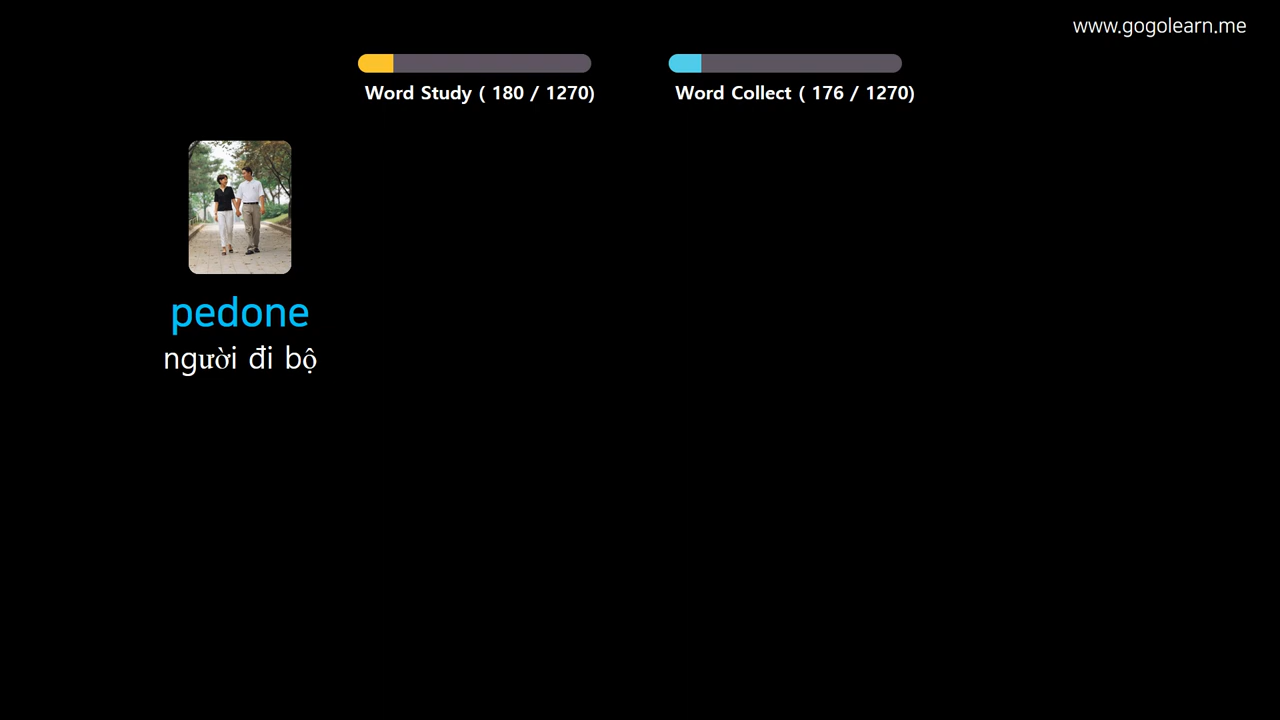 www.gogolearn.me
Word Study ( 180 / 1270)
Word Collect ( 176 / 1270)
pedone
người đi bộ